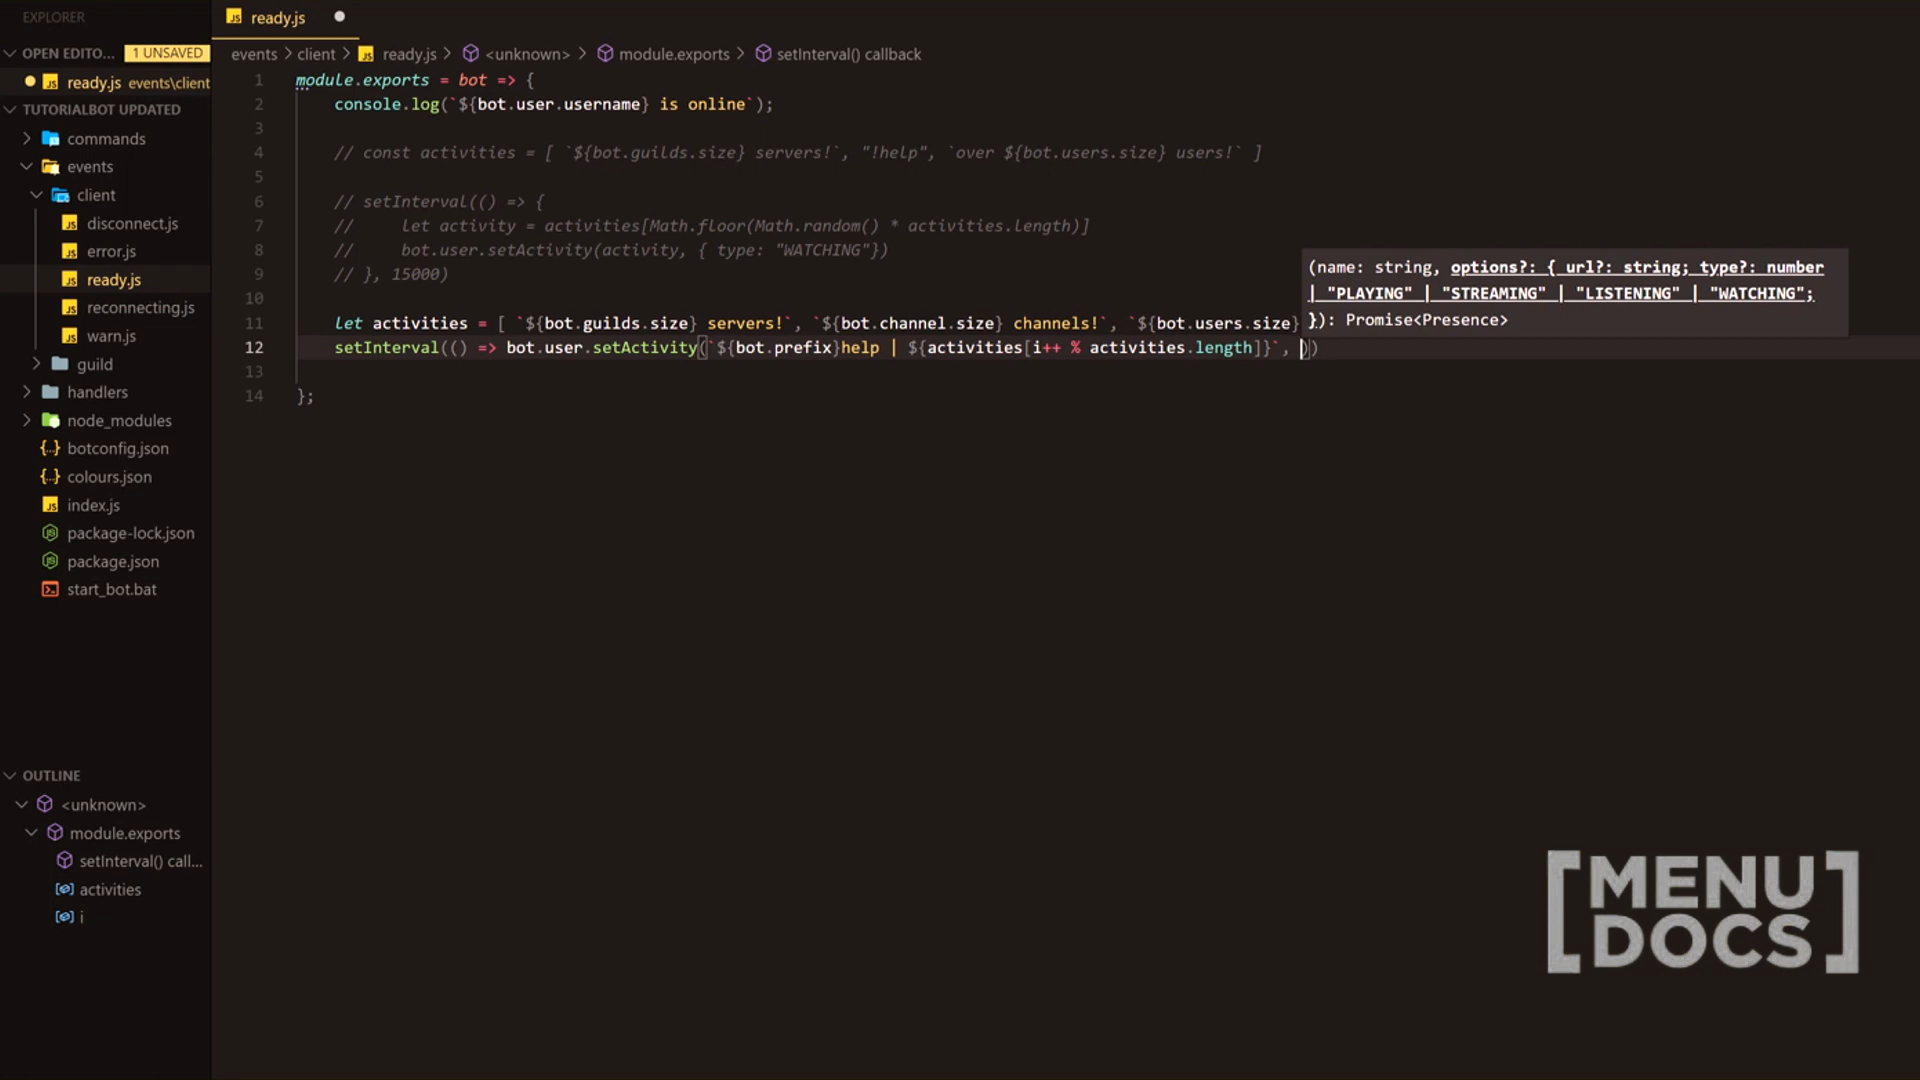 EXPLORER
OPEN EDITO... 1 UNSAVED
ready.js events\client
TUTORIALBOT UPDATED
commands
events
client
disconnect.js
error.js
ready.js
reconnecting.js
warn.js
guild
handlers
node_modules
botconfig.json
colours.json
index.js
package-lock.json
package.json
start_bot.bat
OUTLINE
<unknown>
module.exports
setInterval() call...
activities
i
ready.js
events > client > ready.js > <unknown> > module.exports > setInterval() callback
1 module.exports = bot => {
2 console.log(`${bot.user.username} is online`);
3
4 // const activities = [ `${bot.guilds.size} servers!`, "!help", `over ${bot.users.size} users!` ]
5
6 // setInterval(() => {
7 // let activity = activities[Math.floor(Math.random() * activities.length)]
8 // bot.user.setActivity(activity, { type: "WATCHING"})
9 // }, 15000)
10
11 let activities = [ `${bot.guilds.size} servers!`, `${bot.channel.size} channels!`, `${bot.users.size}
12 setInterval(() => bot.user.setActivity(`${bot.prefix}help | ${activities[i++ % activities.length]}`, ))
13
14 };
(name: string, options?: { url?: string; type?: number
| "PLAYING" | "STREAMING" | "LISTENING" | "WATCHING";
}): Promise<Presence>
[MENU
DOCS]